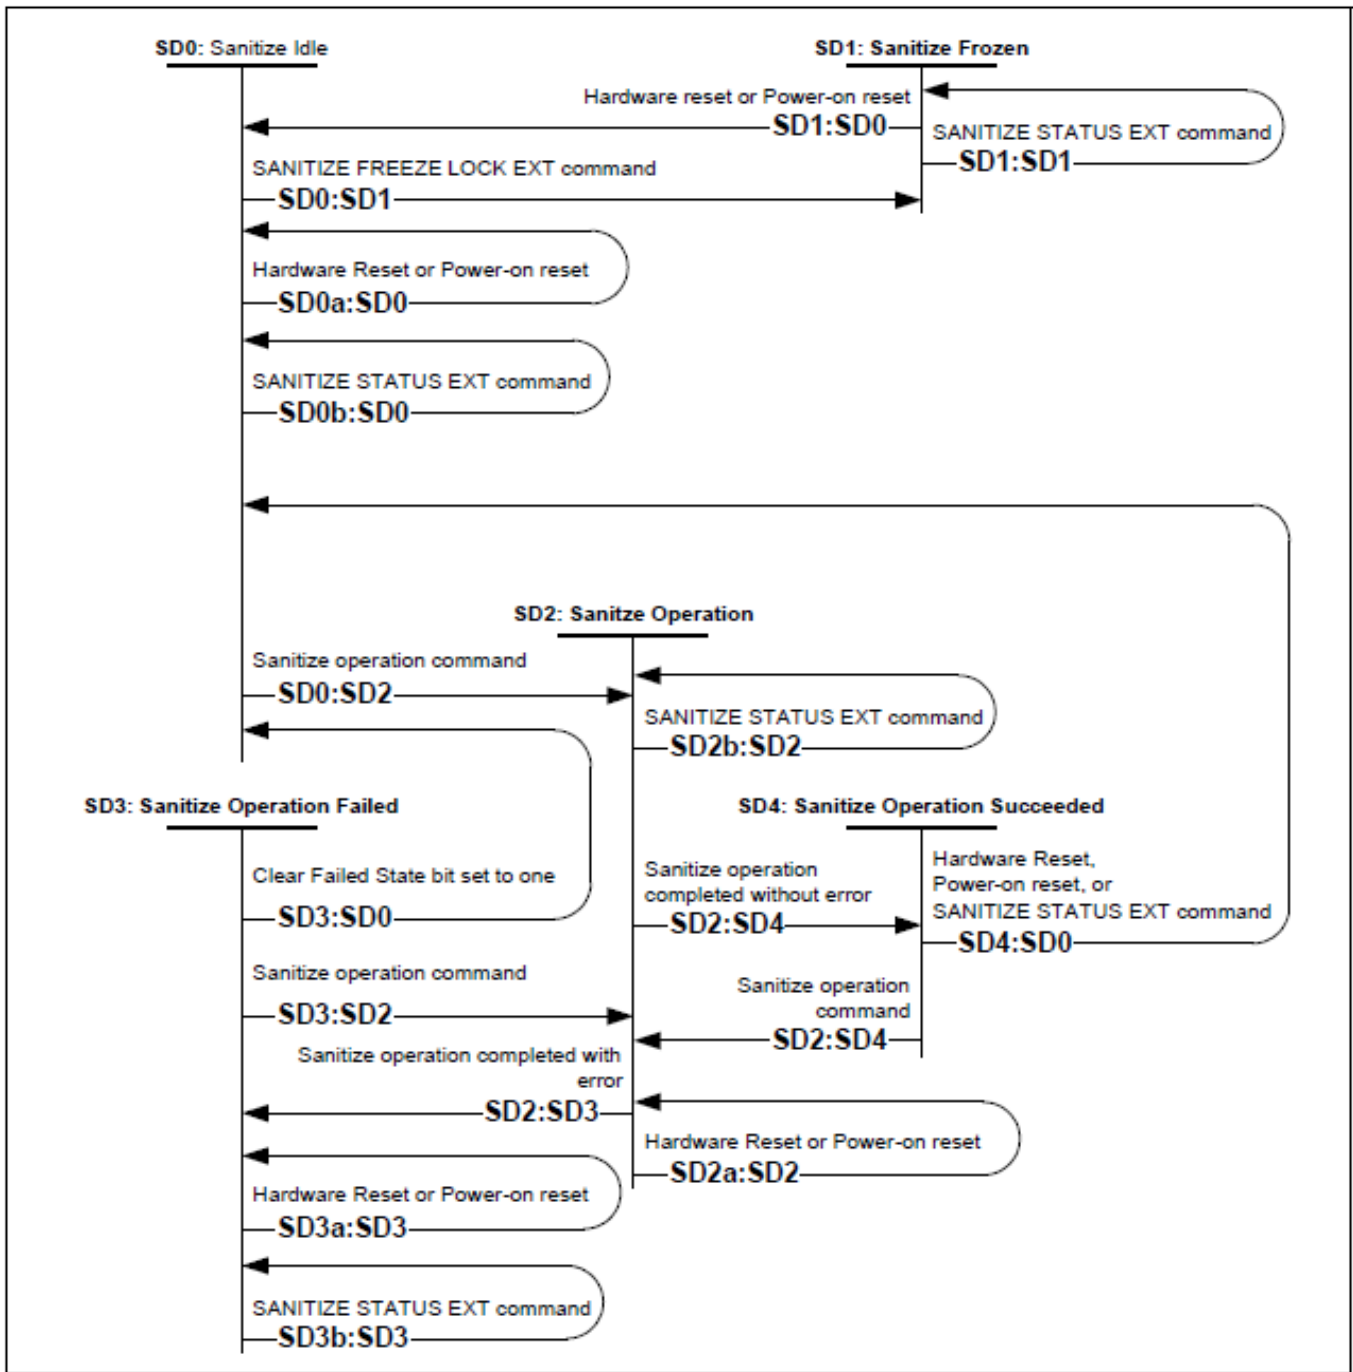 SD0: Sanitize Idle
SD1: Sanitize Frozen
Hardware reset or Power-on reset
SD1:SD0
SANITIZE STATUS EXT command
SD1:SD1
SANITIZE FREEZE LOCK EXT command
SD0:SD1
Hardware Reset or Power-on reset
SD0a:SD0
SANITIZE STATUS EXT command
SD0b:SD0
SD2: Sanitze Operation
Sanitize operation command
SD0:SD2
SANITIZE STATUS EXT command
SD2b:SD2
SD3: Sanitize Operation Failed
SD4: Sanitize Operation Succeeded
Clear Failed State bit set to one
SD3:SD0
Sanitize operation
completed without error
SD2:SD4
Hardware Reset,
Power-on reset, or
SANITIZE STATUS EXT command
SD4:SD0
Sanitize operation command
SD3:SD2
Sanitize operation
command
SD2:SD4
Sanitize operation completed with
error
SD2:SD3
Hardware Reset or Power-on reset
SD2a:SD2
Hardware Reset or Power-on reset
SD3a:SD3
SANITIZE STATUS EXT command
SD3b:SD3